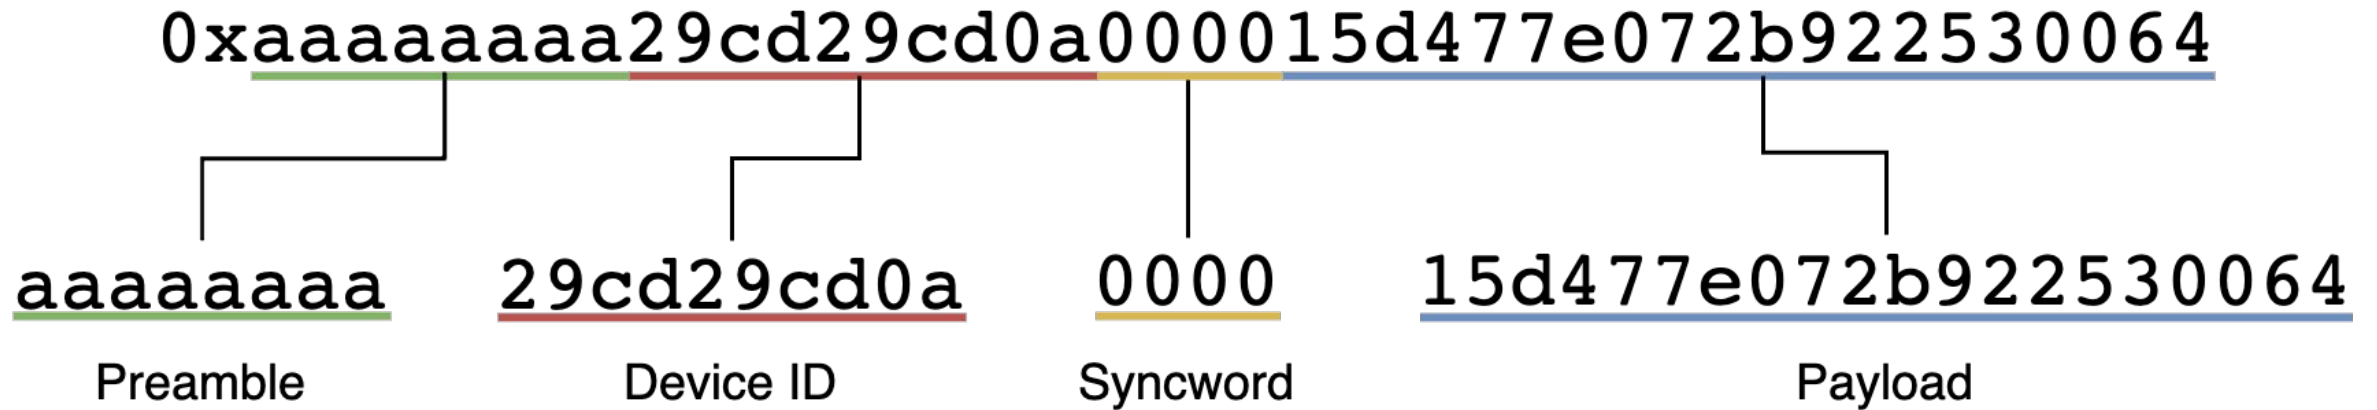 0xaaaaaaaa29cd29cd0a000015d477e072b922530064
aaaaaaaa 29cd29cd0a 0000 15d477e072b922530064
Preamble Device ID Syncword Payload